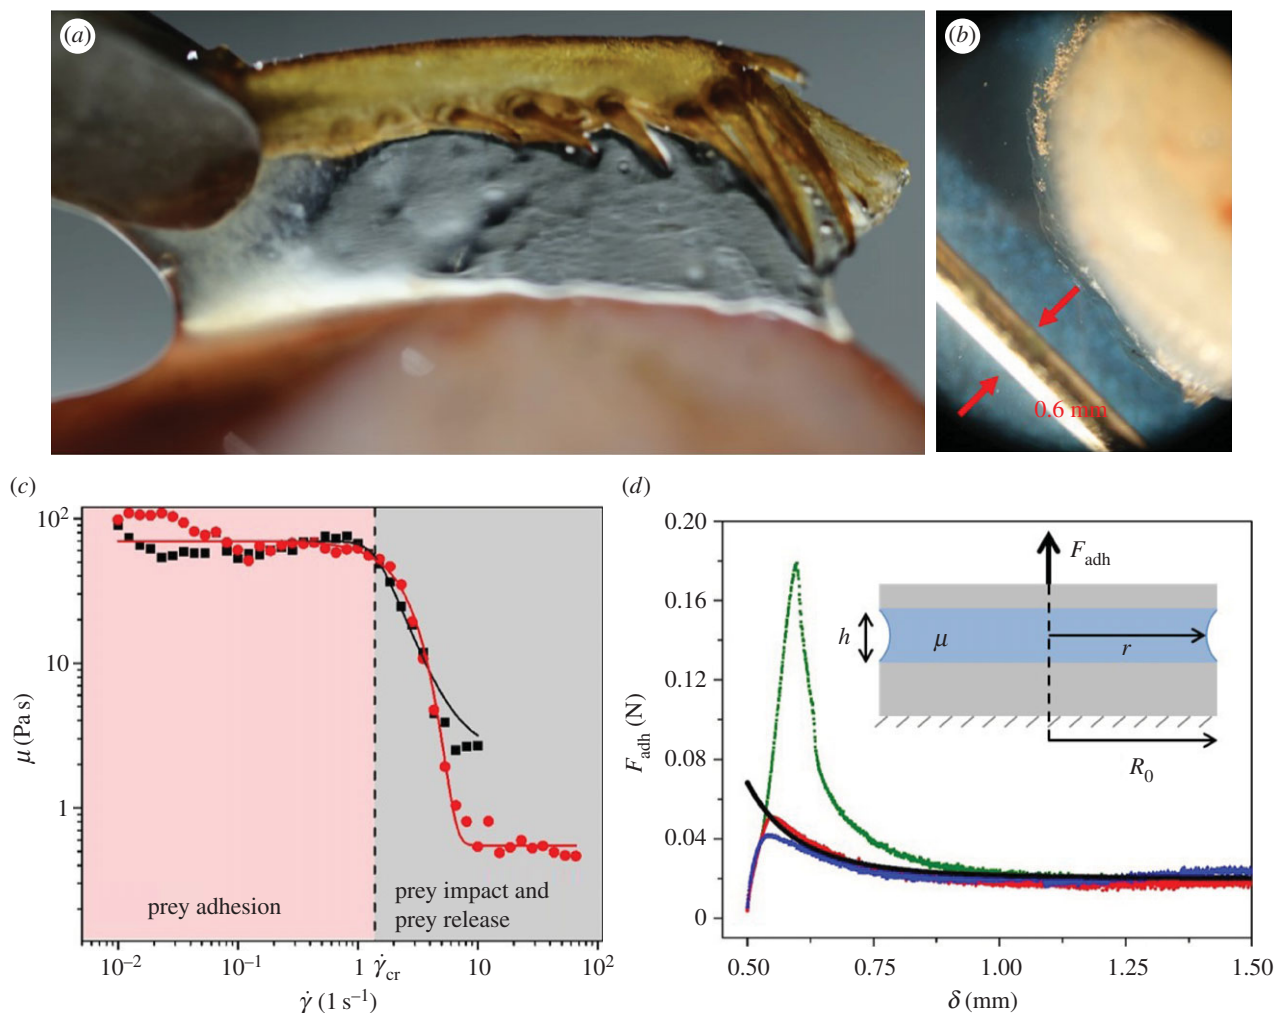 (a)
(b)
0.6 mm
(c)
10²
10
1
μ (Pa s)
prey adhesion
prey impact and
prey release
10⁻²
10⁻¹
1
γ̇cr
10
10²
γ̇ (1 s⁻¹)
(d)
0.20
0.16
0.12
0.08
0.04
0
Fadh (N)
Fadh
h
μ
r
R₀
0.50
0.75
1.00
1.25
1.50
δ (mm)